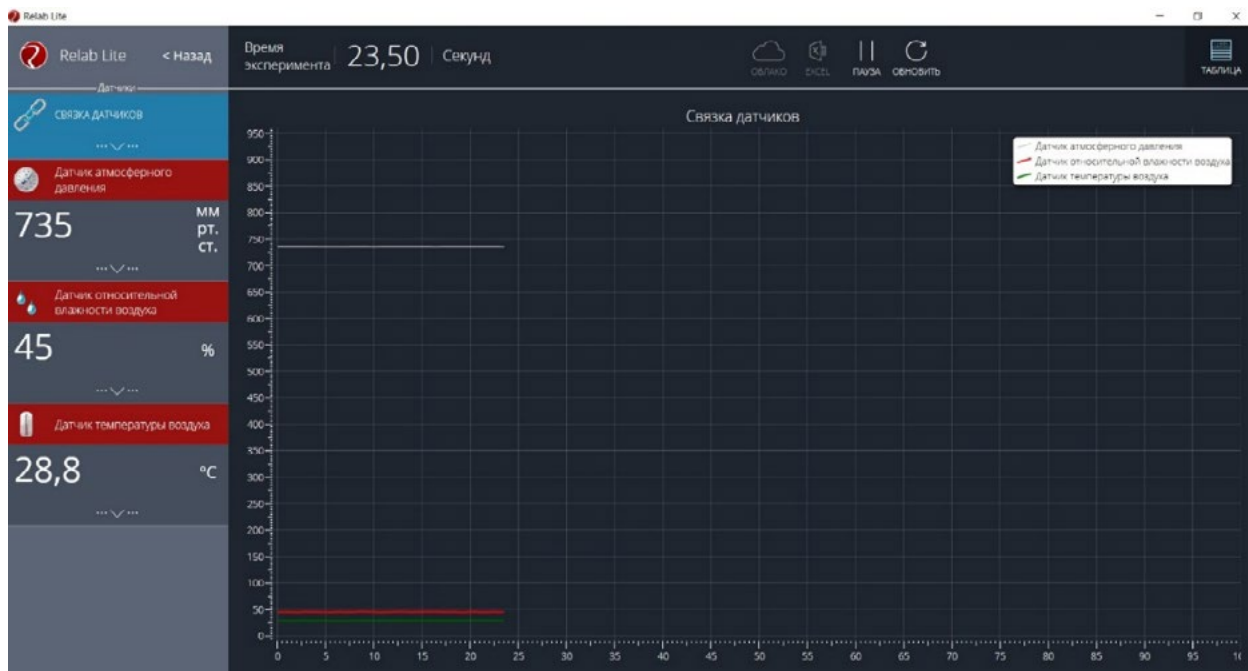 Relab Lite
Relab Lite
< Назад
Время
эксперимента
23,50
Секунд
ОБЛАКО
EXCEL
ПАУЗА
ОБНОВИТЬ
ТАБЛИЦА
Датчики
СВЯЗКА ДАТЧИКОВ
Датчик атмосферного
давления
735
мм
рт.
ст.
Датчик относительной
влажности воздуха
45
%
Датчик температуры воздуха
28,8
°C
Связка датчиков
Датчик атмосферного давления
Датчик относительной влажности воздуха
Датчик температуры воздуха
950
900
850
800
750
700
650
600
550
500
450
400
350
300
250
200
150
100
50
0
0 5 10 15 20 25 30 35 40 45 50 55 60 65 70 75 80 85 90 95